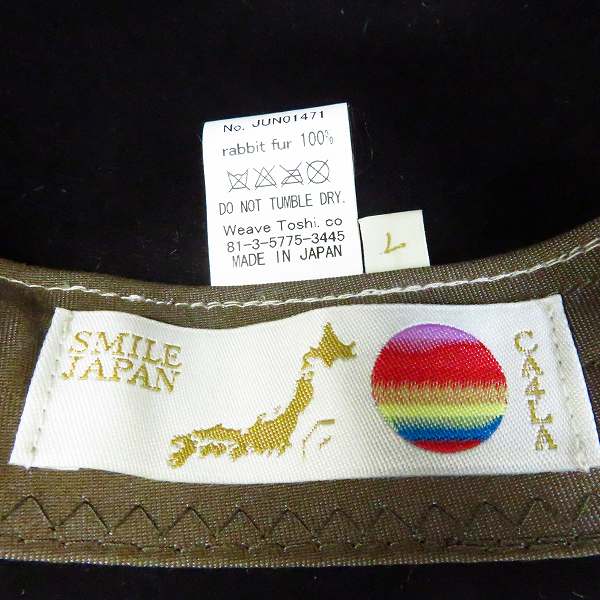 No. JUN01471
rabbit fur 100%
DO NOT TUMBLE DRY.
Weave Toshi. co
81-3-5775-3445
MADE IN JAPAN
L
SMILE
JAPAN
CA4LA